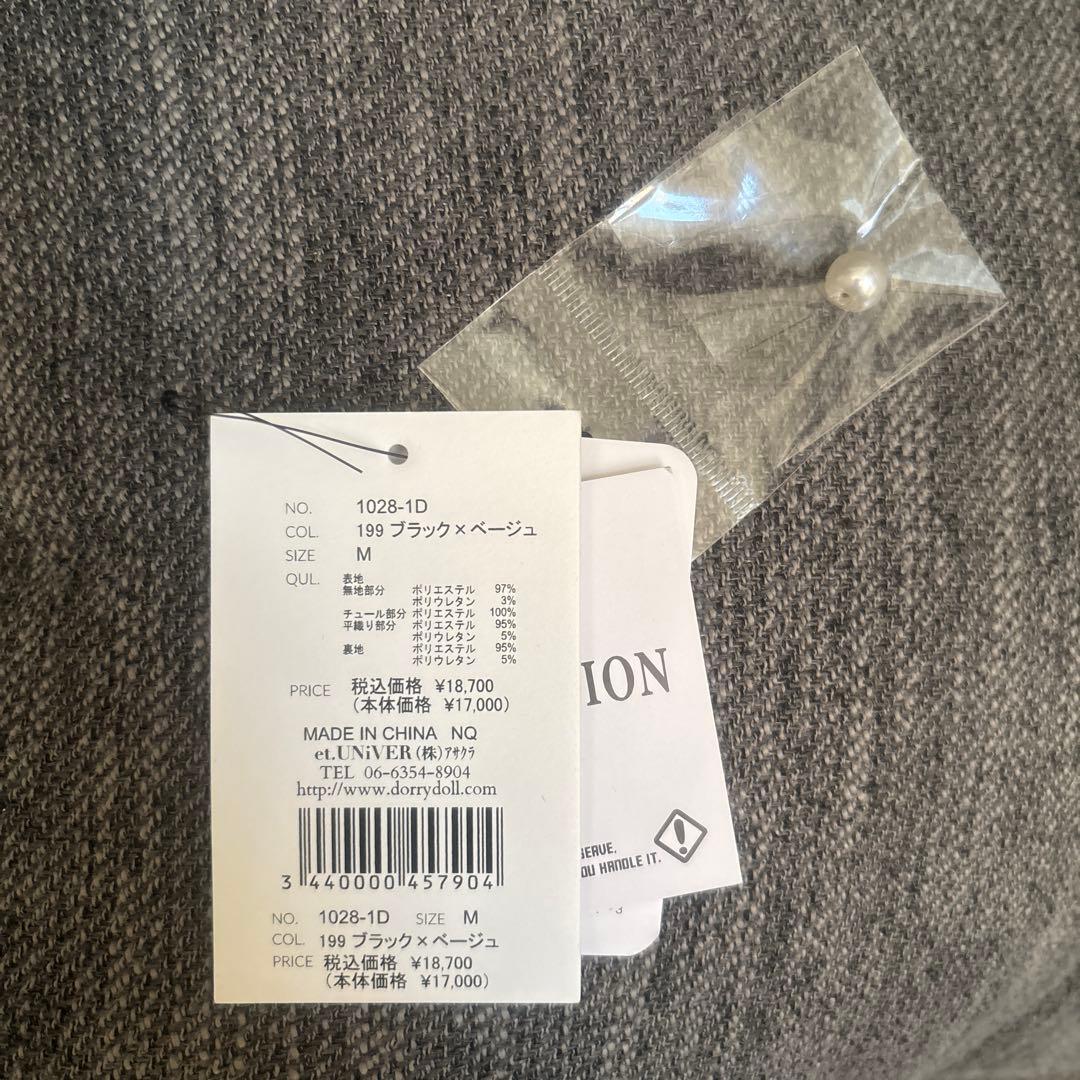 NO. 1028-1D
COL. 199 ブラック×ベージュ
SIZE M
QUL. 表地
無地部分 ポリエステル 97%
ポリウレタン 3%
チュール部分 ポリエステル 100%
平織り部分 ポリエステル 95%
ポリウレタン 5%
裏地 ポリエステル 95%
ポリウレタン 5%
PRICE 税込価格 ¥18,700
(本体価格 ¥17,000)
MADE IN CHINA NQ
et.UNiVER (株)アサクラ
TEL 06-6354-8904
http://www.dorrydoll.com
3 440000 457904
NO. 1028-1D SIZE M
COL. 199 ブラック×ベージュ
PRICE 税込価格 ¥18,700
(本体価格 ¥17,000)
ION
SERVE.
OU HANDLE IT.